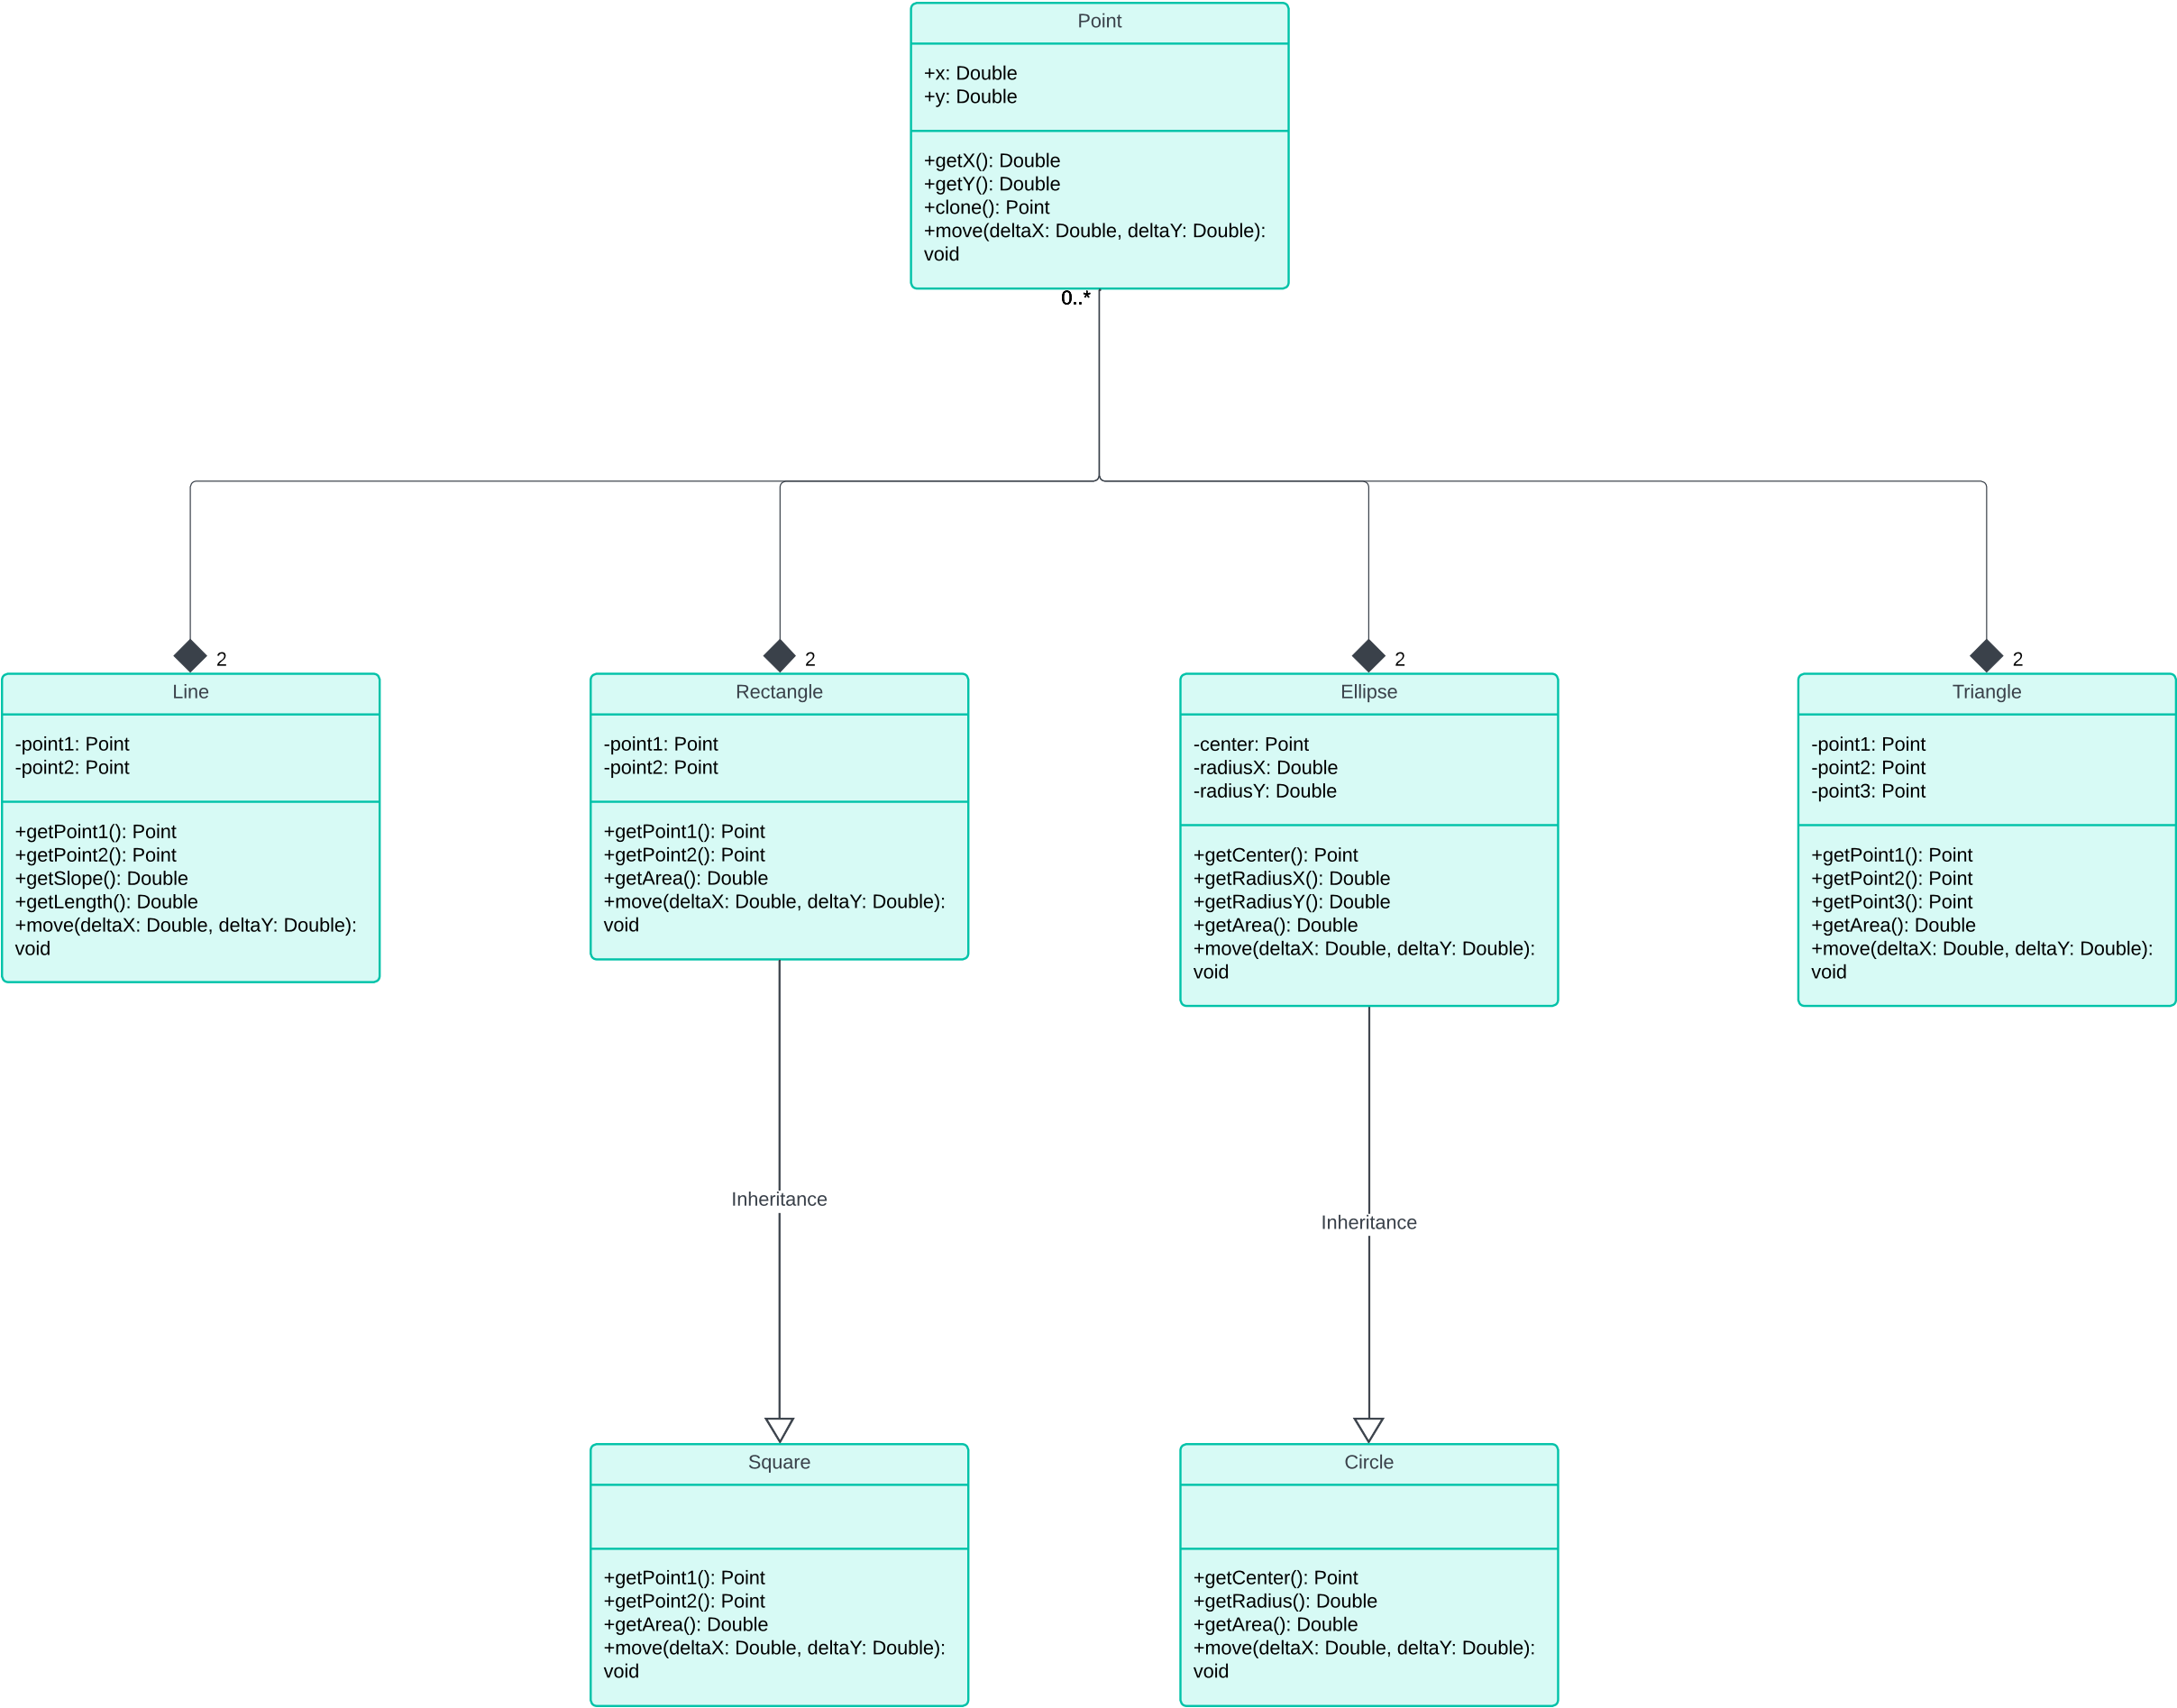 Point
+x: Double
+y: Double
+getX(): Double
+getY(): Double
+clone(): Point
+move(deltaX: Double, deltaY: Double):
void
0..*
2
2
2
2
Line
-point1: Point
-point2: Point
+getPoint1(): Point
+getPoint2(): Point
+getSlope(): Double
+getLength(): Double
+move(deltaX: Double, deltaY: Double):
void
Rectangle
-point1: Point
-point2: Point
+getPoint1(): Point
+getPoint2(): Point
+getArea(): Double
+move(deltaX: Double, deltaY: Double):
void
Ellipse
-center: Point
-radiusX: Double
-radiusY: Double
+getCenter(): Point
+getRadiusX(): Double
+getRadiusY(): Double
+getArea(): Double
+move(deltaX: Double, deltaY: Double):
void
Triangle
-point1: Point
-point2: Point
-point3: Point
+getPoint1(): Point
+getPoint2(): Point
+getPoint3(): Point
+getArea(): Double
+move(deltaX: Double, deltaY: Double):
void
Inheritance
Inheritance
Square
+getPoint1(): Point
+getPoint2(): Point
+getArea(): Double
+move(deltaX: Double, deltaY: Double):
void
Circle
+getCenter(): Point
+getRadius(): Double
+getArea(): Double
+move(deltaX: Double, deltaY: Double):
void